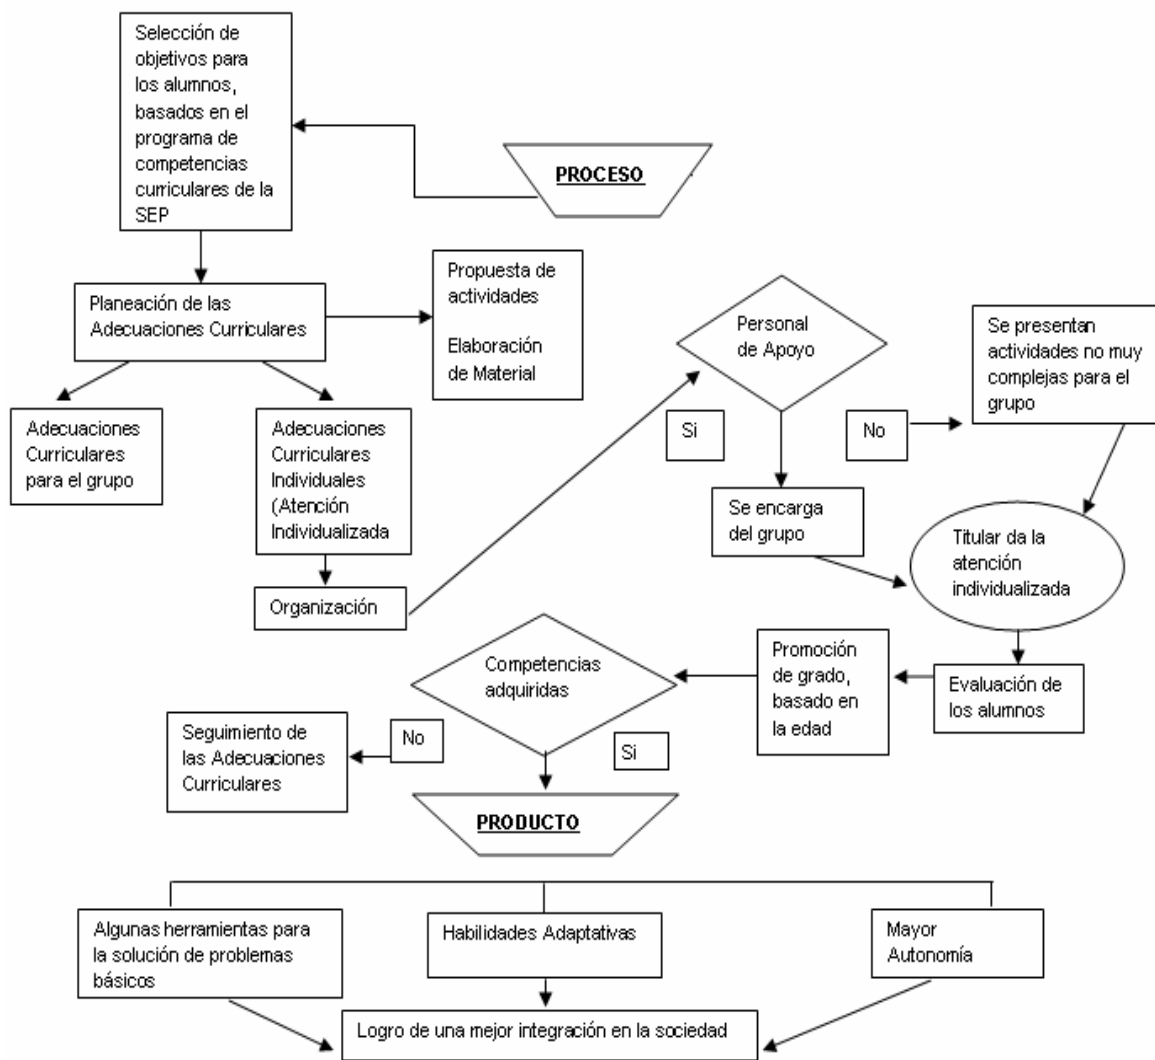 Selección de
objetivos para
los alumnos,
basados en el
programa de
competencias
curriculares de la
SEP
PROCESO
Planeación de las
Adecuaciones Curriculares
Propuesta de
actividades
Elaboración
de Material
Adecuaciones
Curriculares
para el grupo
Adecuaciones
Curriculares
Individuales
(Atención
Individualizada
Organización
Personal
de Apoyo
Si
No
Se presentan
actividades no muy
complejas para el
grupo
Se encarga
del grupo
Titular da la
atención
individualizada
Evaluación de
los alumnos
Promoción
de grado,
basado en
la edad
Competencias
adquiridas
No
Si
Seguimiento de
las Adecuaciones
Curriculares
PRODUCTO
Algunas herramientas para
la solución de problemas
básicos
Habilidades Adaptativas
Mayor
Autonomía
Logro de una mejor integración en la sociedad